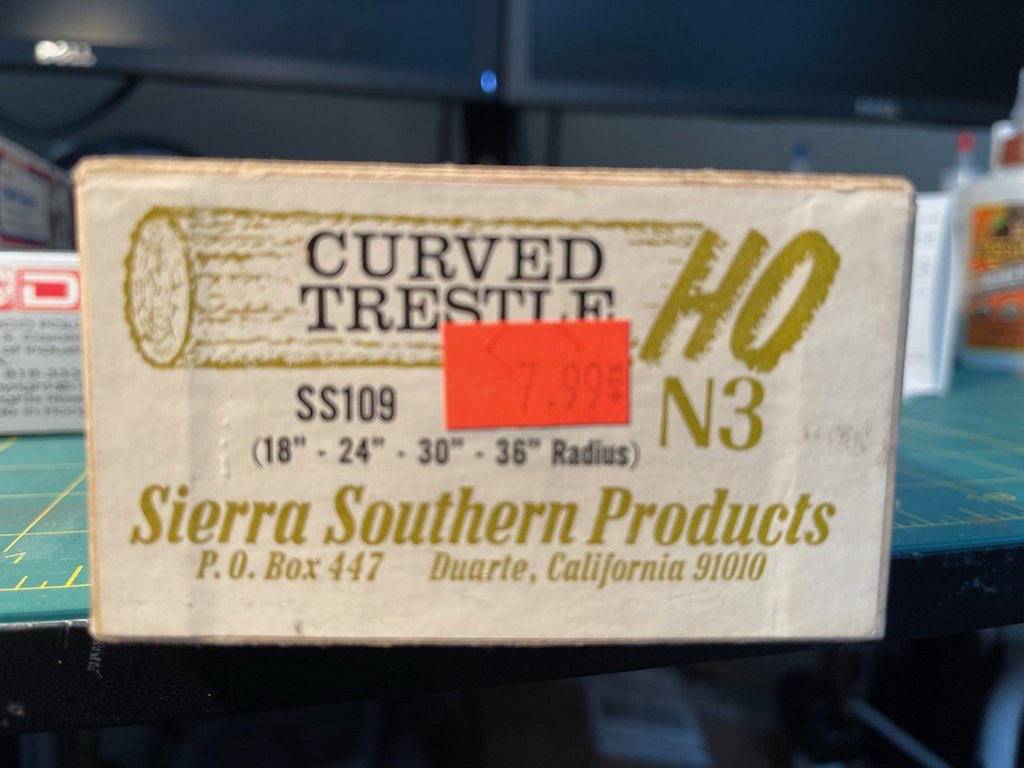 CURVED
TRESTLE
HO
7.99
SS109
N3
(18" - 24" - 30" - 36" Radius)
Sierra Southern Products
P. O. Box 447 Duarte, California 91010
D